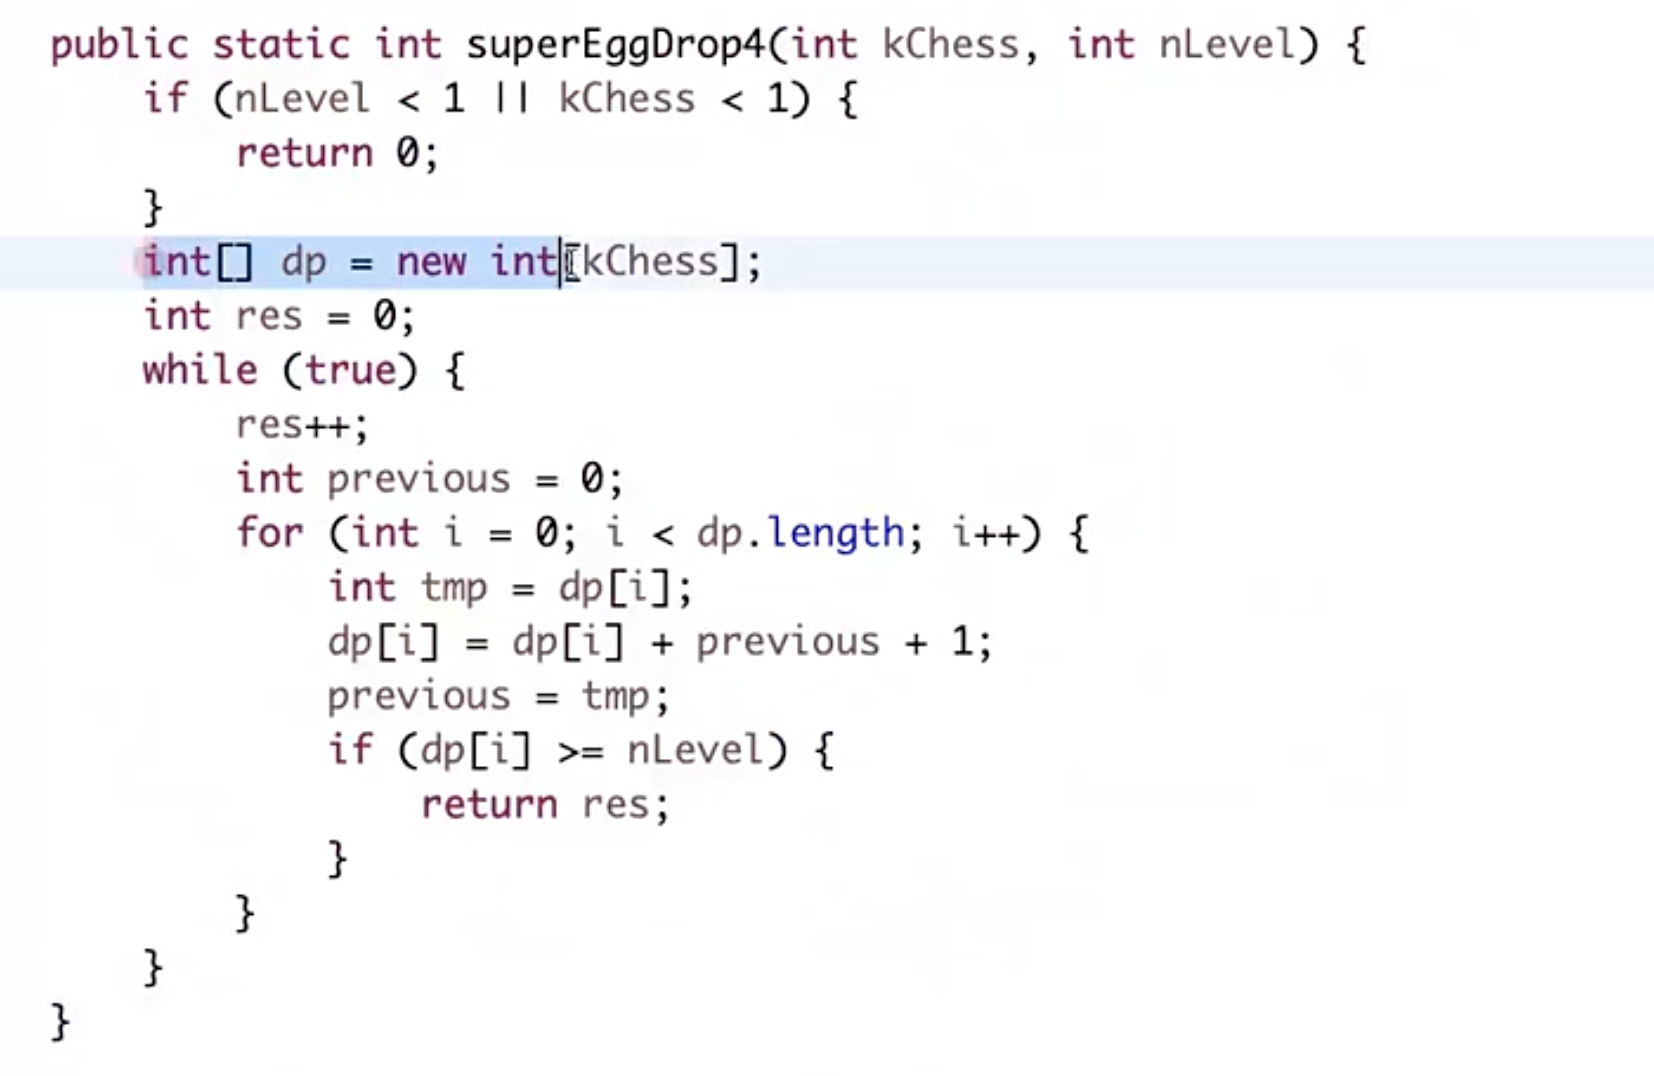 public static int superEggDrop4(int kChess, int nLevel) {
    if (nLevel < 1 || kChess < 1) {
        return 0;
    }
    int[] dp = new int[kChess];
    int res = 0;
    while (true) {
        res++;
        int previous = 0;
        for (int i = 0; i < dp.length; i++) {
            int tmp = dp[i];
            dp[i] = dp[i] + previous + 1;
            previous = tmp;
            if (dp[i] >= nLevel) {
                return res;
            }
        }
    }
}